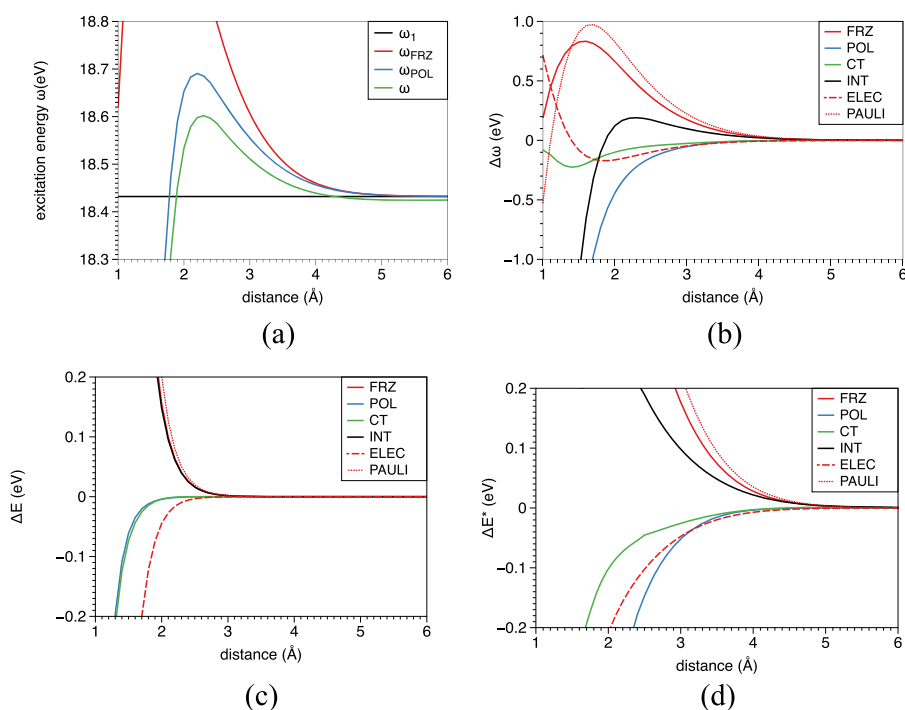 18.8
18.7
18.6
18.5
18.4
18.3
excitation energy ω(eV)
1 2 3 4 5 6
distance (Å)
ω₁
ω_FRZ
ω_POL
ω
(a)
1.0
0.5
0
−0.5
−1.0
Δω (eV)
1 2 3 4 5 6
distance (Å)
FRZ
POL
CT
INT
ELEC
PAULI
(b)
0.2
0.1
0
−0.1
−0.2
ΔE (eV)
1 2 3 4 5 6
distance (Å)
FRZ
POL
CT
INT
ELEC
PAULI
(c)
0.2
0.1
0
−0.1
−0.2
ΔE* (eV)
1 2 3 4 5 6
distance (Å)
FRZ
POL
CT
INT
ELEC
PAULI
(d)